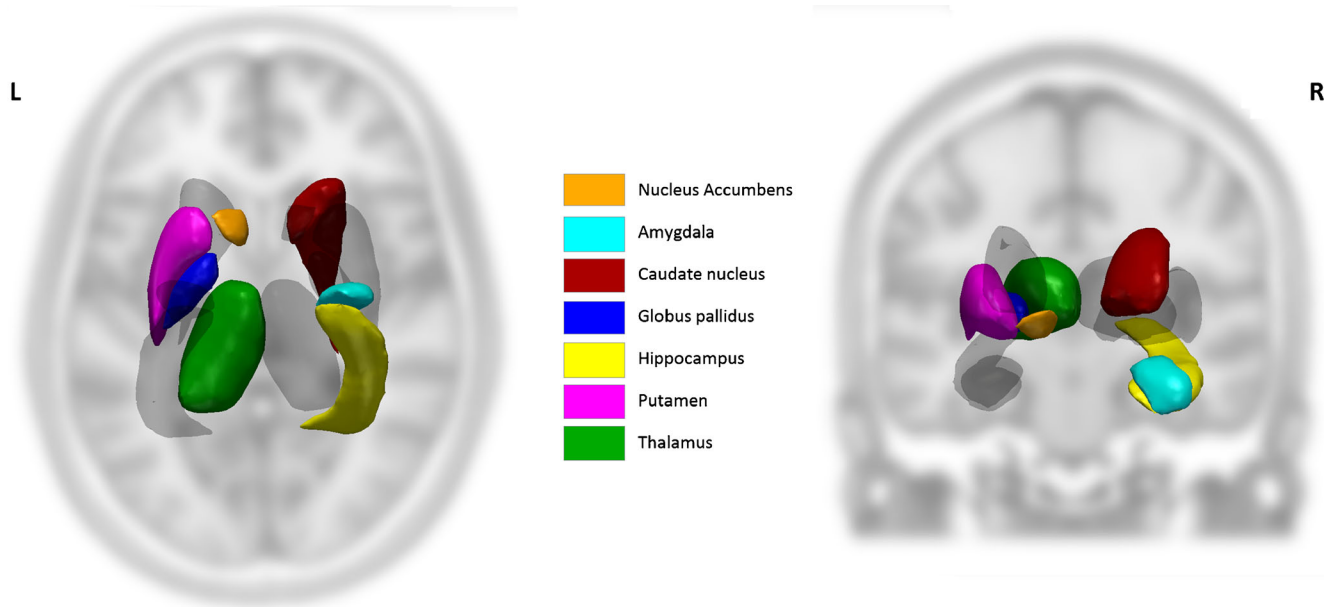 L
R
Nucleus Accumbens
Amygdala
Caudate nucleus
Globus pallidus
Hippocampus
Putamen
Thalamus